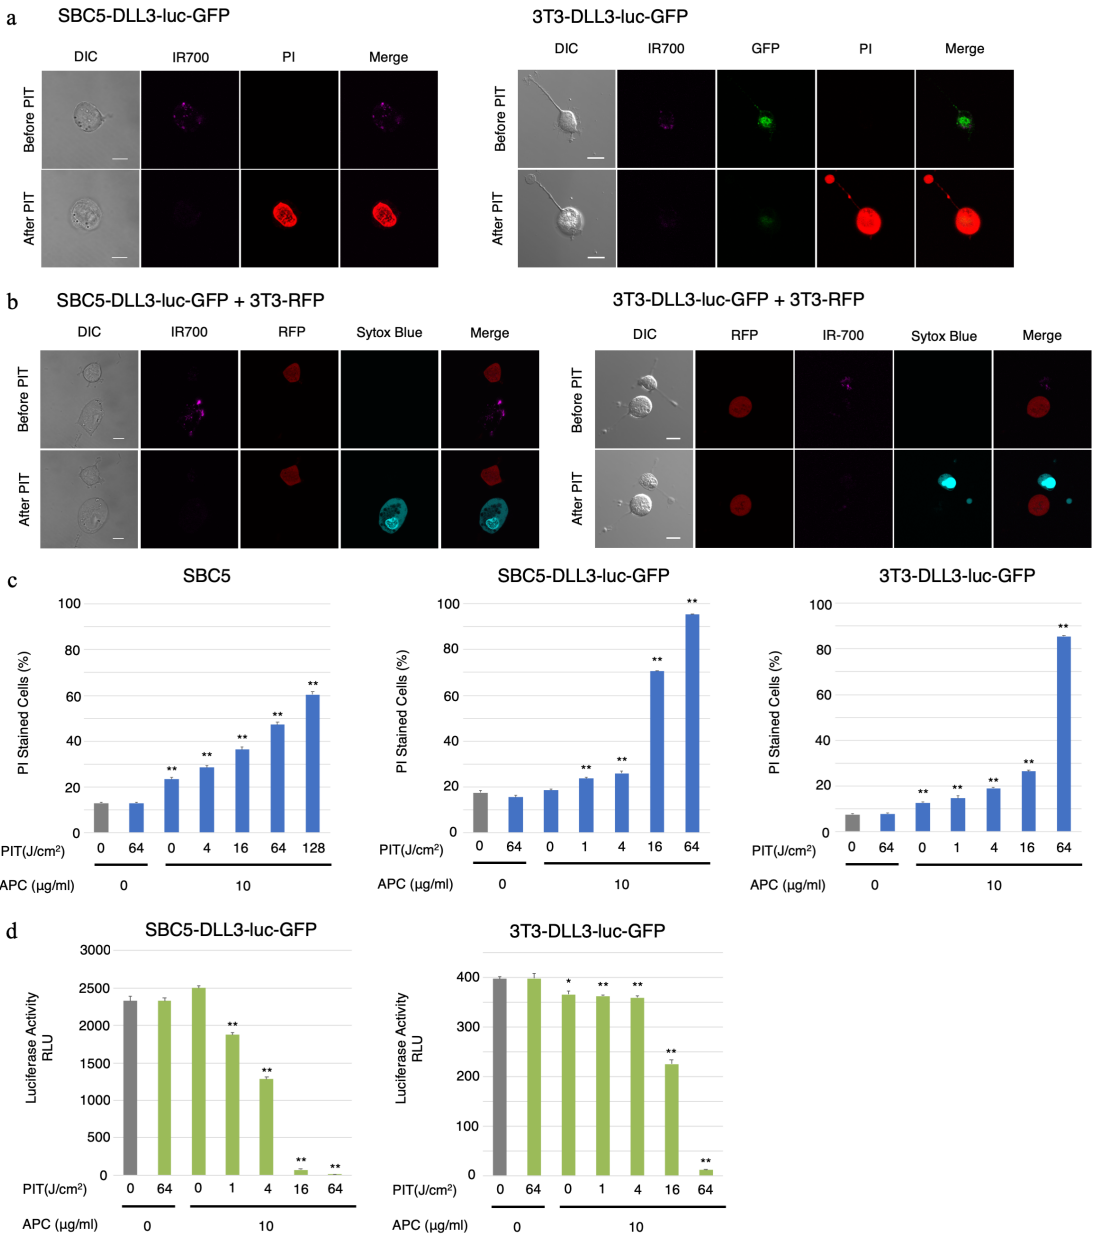 a
SBC5-DLL3-luc-GFP
3T3-DLL3-luc-GFP
DIC IR700 PI Merge
DIC IR700 GFP PI Merge
Before PIT
After PIT
Before PIT
After PIT
b
SBC5-DLL3-luc-GFP + 3T3-RFP
3T3-DLL3-luc-GFP + 3T3-RFP
DIC IR700 RFP Sytox Blue Merge
DIC RFP IR-700 Sytox Blue Merge
Before PIT
After PIT
Before PIT
After PIT
c
SBC5
PI Stained Cells (%)
100
80
60
40
20
0
** ** ** ** **
PIT(J/cm²) 0 64 0 4 16 64 128
APC (µg/ml) 0 10
SBC5-DLL3-luc-GFP
PI Stained Cells (%)
100
80
60
40
20
0
** ** ** **
PIT(J/cm²) 0 64 0 1 4 16 64
APC (µg/ml) 0 10
3T3-DLL3-luc-GFP
PI Stained Cells (%)
100
80
60
40
20
0
** ** ** ** **
PIT(J/cm²) 0 64 0 1 4 16 64
APC (µg/ml) 0 10
d
SBC5-DLL3-luc-GFP
Luciferase Activity
RLU
3000
2500
2000
1500
1000
500
0
** ** ** **
PIT(J/cm²) 0 64 0 1 4 16 64
APC (µg/ml) 0 10
3T3-DLL3-luc-GFP
Luciferase Activity
RLU
400
300
200
100
0
* ** ** ** **
PIT(J/cm²) 0 64 0 1 4 16 64
APC (µg/ml) 0 10